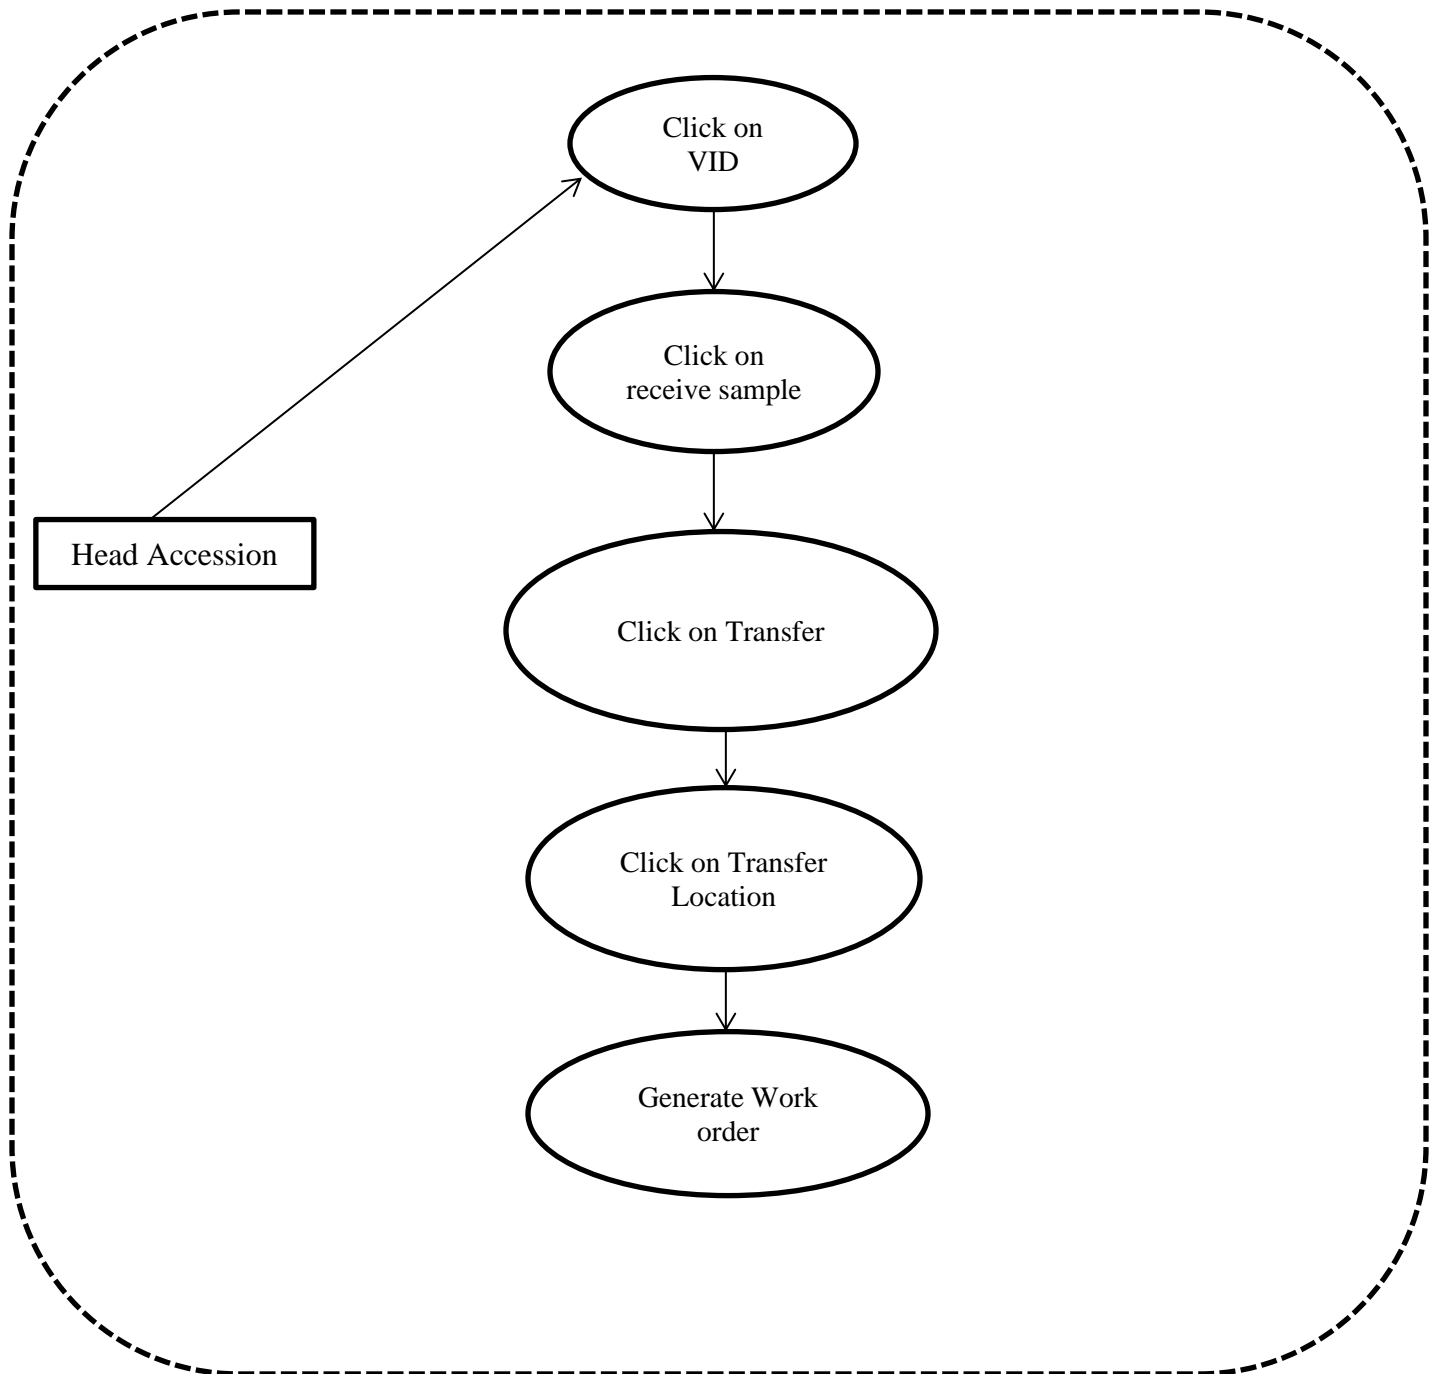 Click on
VID
Click on
receive sample
Head Accession
Click on Transfer
Click on Transfer
Location
Generate Work
order